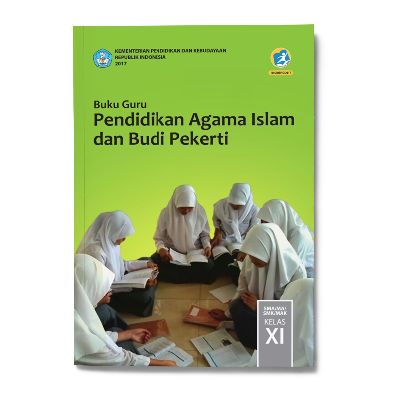 KEMENTERIAN PENDIDIKAN DAN KEBUDAYAAN
REPUBLIK INDONESIA
2017
Buku Guru
Pendidikan Agama Islam
dan Budi Pekerti
SMA/MA/
SMK/MAK
KELAS
XI